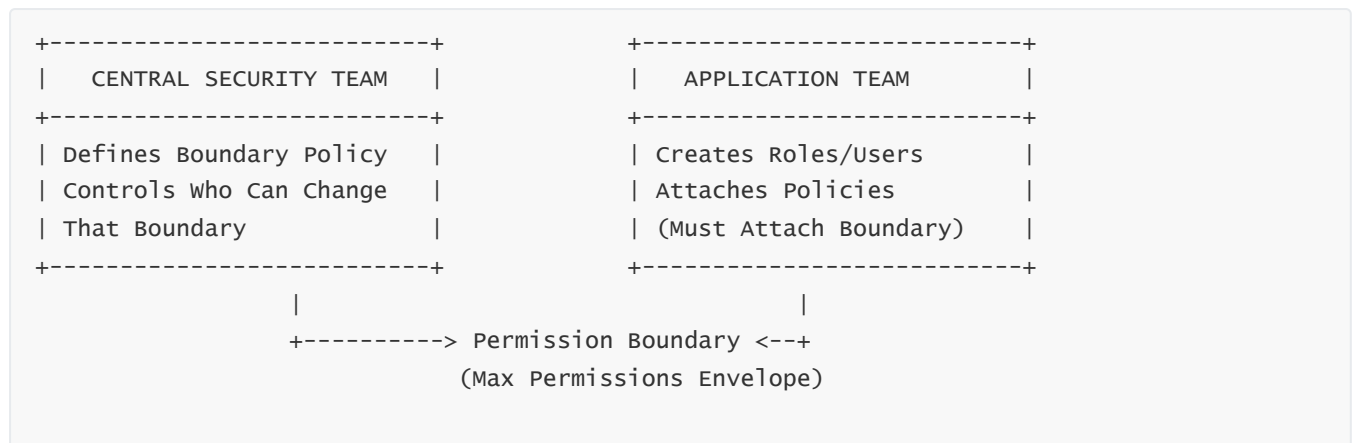 +---------------------------+ +---------------------------+
| CENTRAL SECURITY TEAM | | APPLICATION TEAM |
+---------------------------+ +---------------------------+
| Defines Boundary Policy | | Creates Roles/Users |
| Controls Who Can Change | | Attaches Policies |
| That Boundary | | (Must Attach Boundary) |
+---------------------------+ +---------------------------+
| |
+----------> Permission Boundary <--+
(Max Permissions Envelope)